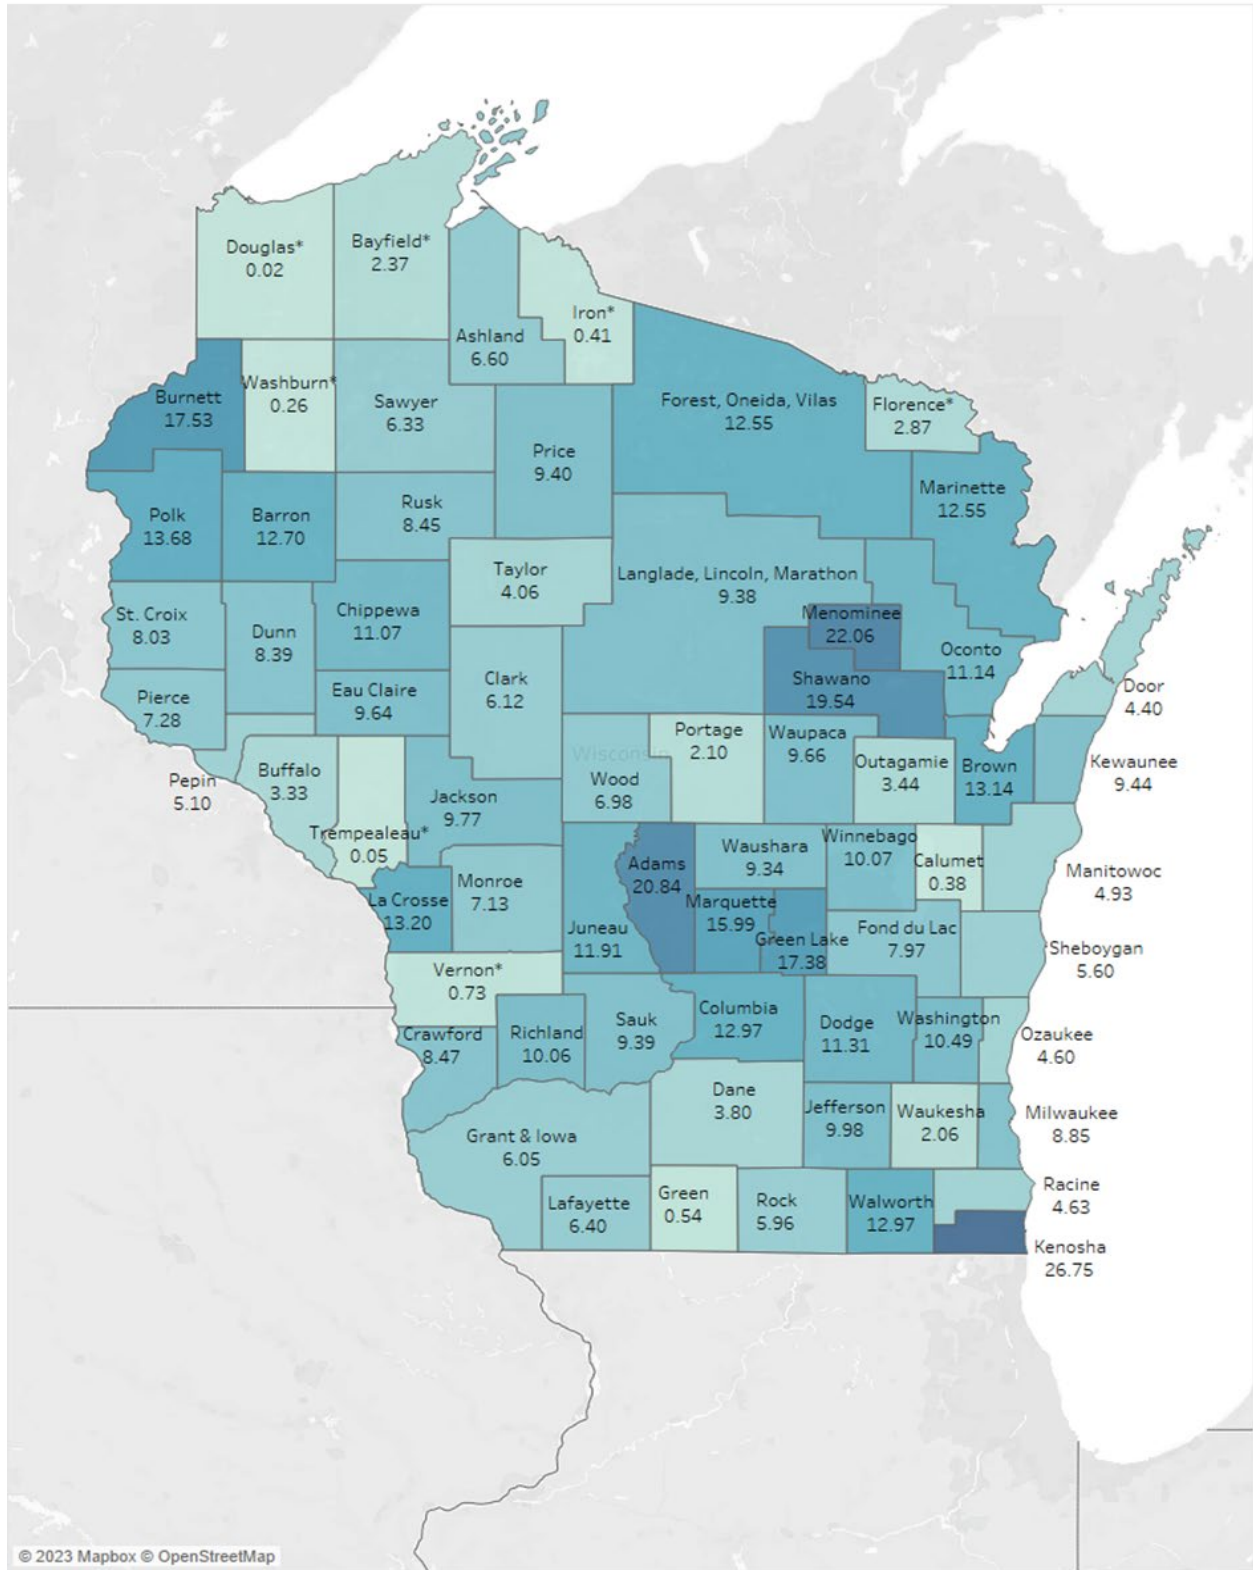 Douglas*
0.02
Bayfield*
2.37
Iron*
0.41
Ashland
6.60
Burnett
17.53
Washburn*
0.26
Sawyer
6.33
Forest, Oneida, Vilas
12.55
Florence*
2.87
Price
9.40
Marinette
12.55
Polk
13.68
Barron
12.70
Rusk
8.45
Taylor
4.06
Langlade, Lincoln, Marathon
9.38
Menominee
22.06
St. Croix
8.03
Dunn
8.39
Chippewa
11.07
Oconto
11.14
Clark
6.12
Shawano
19.54
Door
4.40
Pierce
7.28
Eau Claire
9.64
Portage
2.10
Waupaca
9.66
Wisconsin
Outagamie
3.44
Brown
13.14
Kewaunee
9.44
Pepin
5.10
Buffalo
3.33
Wood
6.98
Jackson
9.77
Trempealeau*
0.05
Adams
20.84
Waushara
9.34
Winnebago
10.07
Calumet
0.38
Manitowoc
4.93
La Crosse
13.20
Monroe
7.13
Juneau
11.91
Marquette
15.99
Green Lake
17.38
Fond du Lac
7.97
Sheboygan
5.60
Vernon*
0.73
Crawford
8.47
Richland
10.06
Sauk
9.39
Columbia
12.97
Dodge
11.31
Washington
10.49
Ozaukee
4.60
Dane
3.80
Jefferson
9.98
Waukesha
2.06
Milwaukee
8.85
Grant & Iowa
6.05
Lafayette
6.40
Green
0.54
Rock
5.96
Walworth
12.97
Racine
4.63
Kenosha
26.75
© 2023 Mapbox © OpenStreetMap